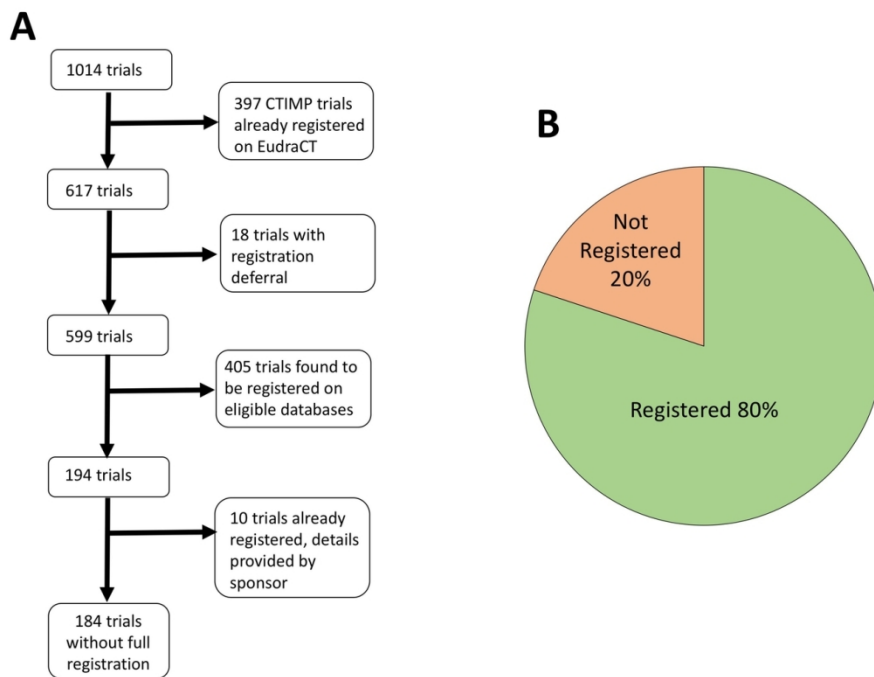 A
1014 trials
397 CTIMP trials
already registered
on EudraCT
617 trials
18 trials with
registration
deferral
599 trials
405 trials found to
be registered on
eligible databases
194 trials
10 trials already
registered, details
provided by
sponsor
184 trials
without full
registration
B
Not
Registered
20%
Registered 80%